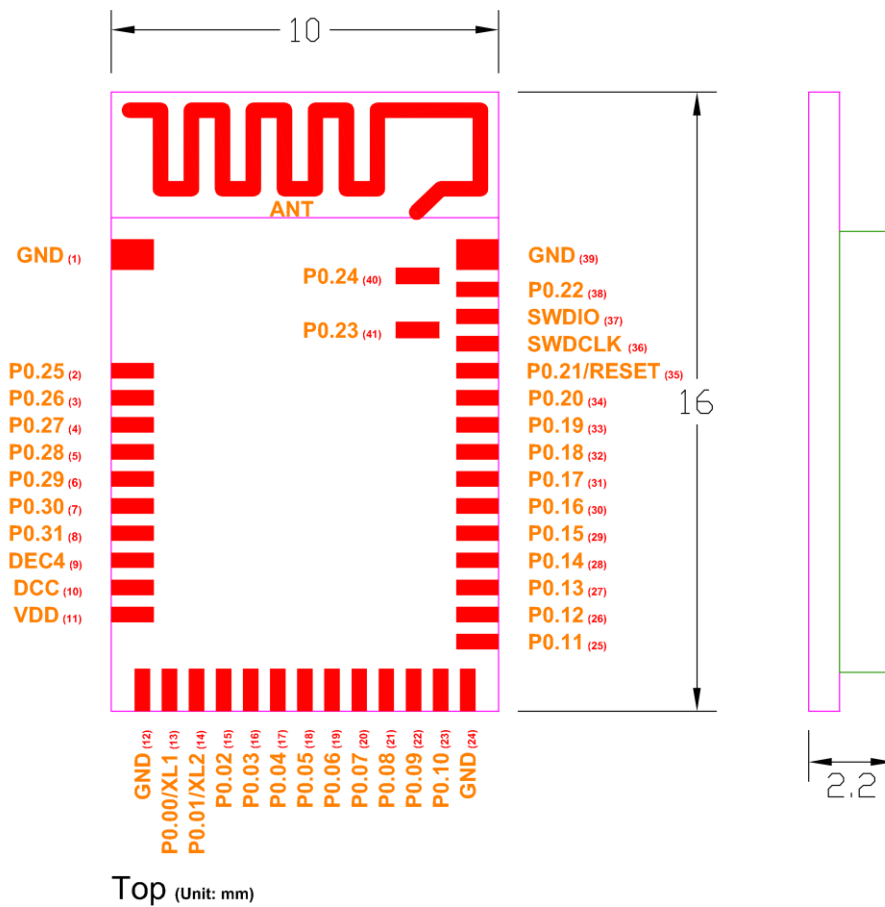 10
ANT
GND (1)
GND (39)
P0.24 (40)
P0.22 (38)
SWDIO (37)
P0.23 (41)
SWDCLK (36)
P0.25 (2)
P0.21/RESET (35)
P0.26 (3)
P0.20 (34)
16
P0.27 (4)
P0.19 (33)
P0.28 (5)
P0.18 (32)
P0.29 (6)
P0.17 (31)
P0.30 (7)
P0.16 (30)
P0.31 (8)
P0.15 (29)
DEC4 (9)
P0.14 (28)
DCC (10)
P0.13 (27)
VDD (11)
P0.12 (26)
P0.11 (25)
GND (12)
P0.00/XL1 (13)
P0.01/XL2 (14)
P0.02 (15)
P0.03 (16)
P0.04 (17)
P0.05 (18)
P0.06 (19)
P0.07 (20)
P0.08 (21)
P0.09 (22)
P0.10 (23)
GND (24)
2.2
Top (Unit: mm)